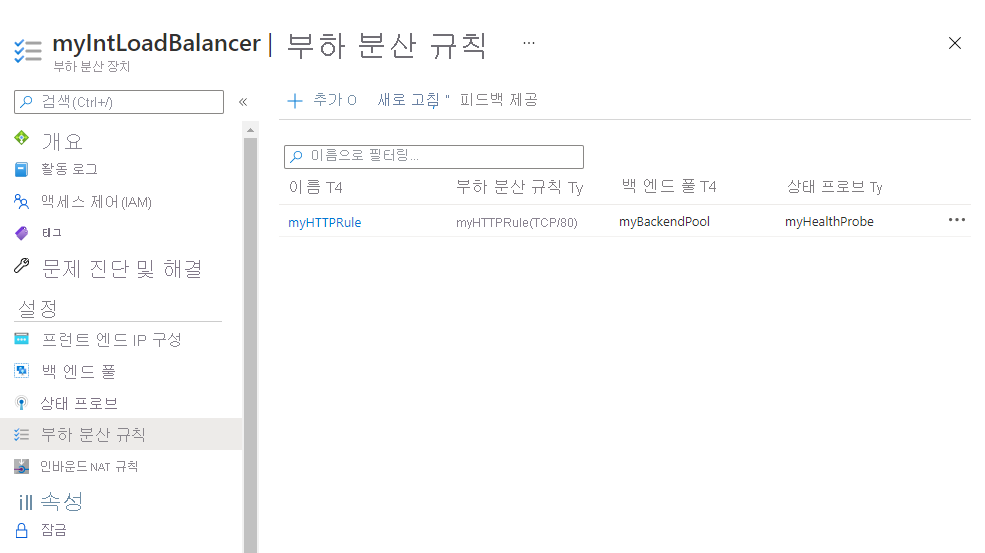 myIntLoadBalancer | 부하 분산 규칙 ...
부하 분산 장치
검색(Ctrl+/) «
추가 O 새로 고침 " 피드백 제공
개요
활동 로그
액세스 제어(IAM)
태그
문제 진단 및 해결
설정
프런트 엔드 IP 구성
백 엔드 풀
상태 프로브
부하 분산 규칙
인바운드 NAT 규칙
ill 속성
잠금
이름으로 필터링...
이름 T4 부하 분산 규칙 Ty 백 엔드 풀 T4 상태 프로브 Ty
myHTTPRule myHTTPRule(TCP/80) myBackendPool myHealthProbe ...